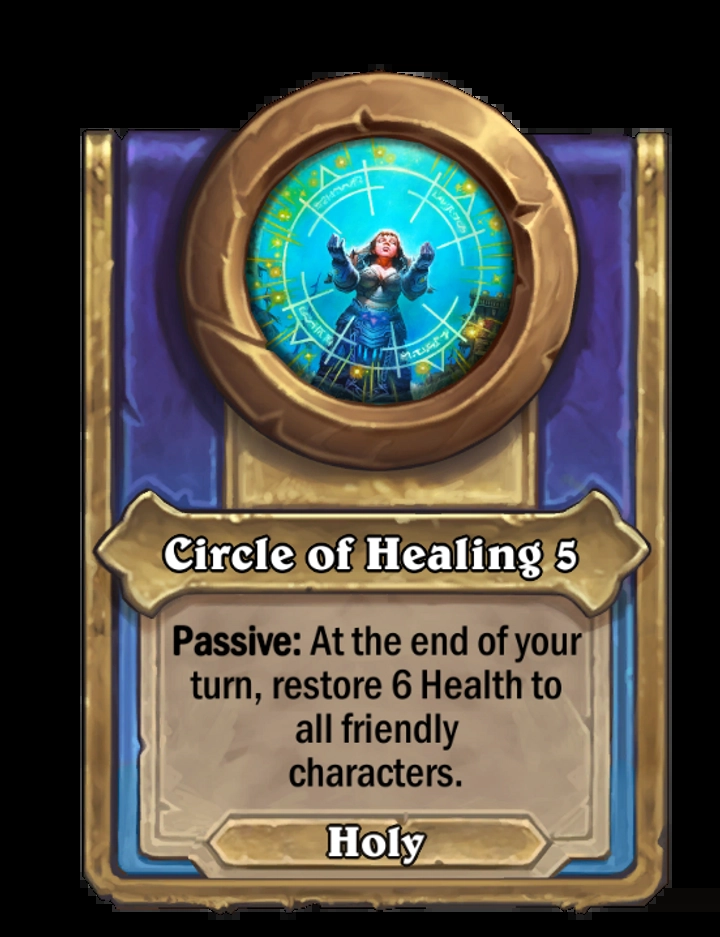 Circle of Healing 5
Passive: At the end of your
turn, restore 6 Health to
all friendly
characters.
Holy